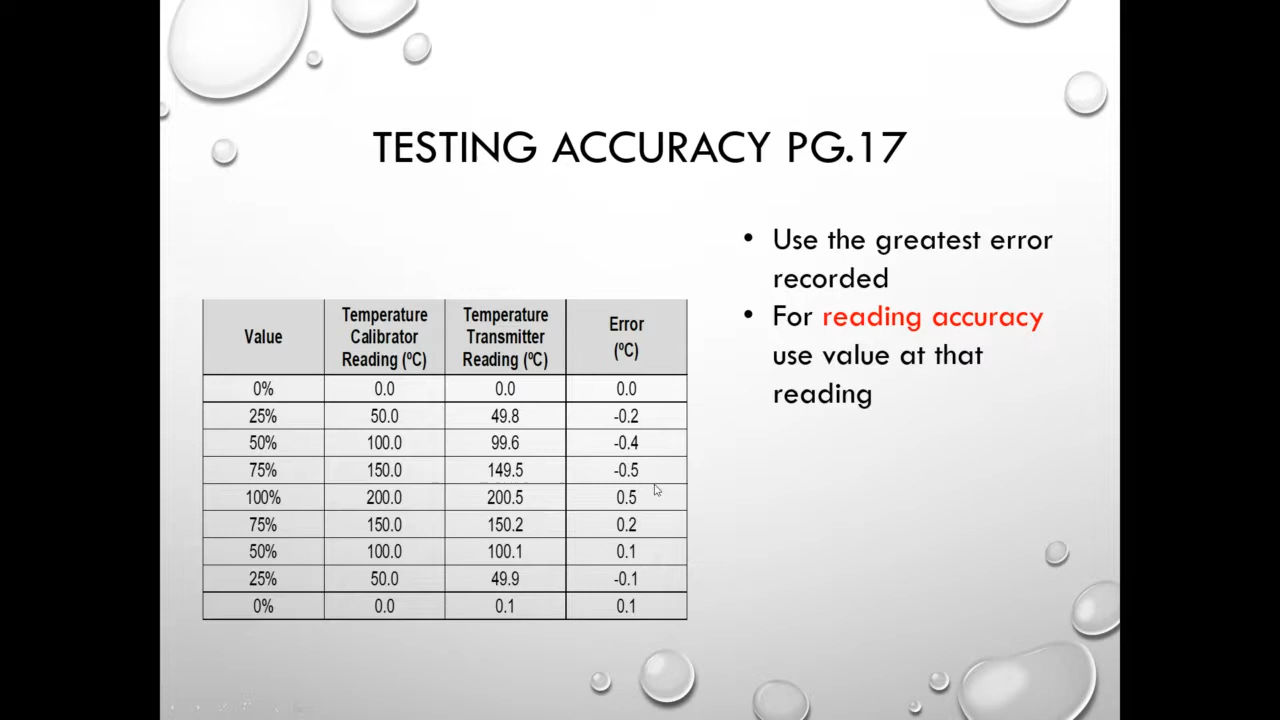 TESTING ACCURACY PG.17
• Use the greatest error
recorded
• For reading accuracy
use value at that
reading
Value Temperature Calibrator Reading (ºC) Temperature Transmitter Reading (ºC) Error (ºC)
0% 0.0 0.0 0.0
25% 50.0 49.8 -0.2
50% 100.0 99.6 -0.4
75% 150.0 149.5 -0.5
100% 200.0 200.5 0.5
75% 150.0 150.2 0.2
50% 100.0 100.1 0.1
25% 50.0 49.9 -0.1
0% 0.0 0.1 0.1